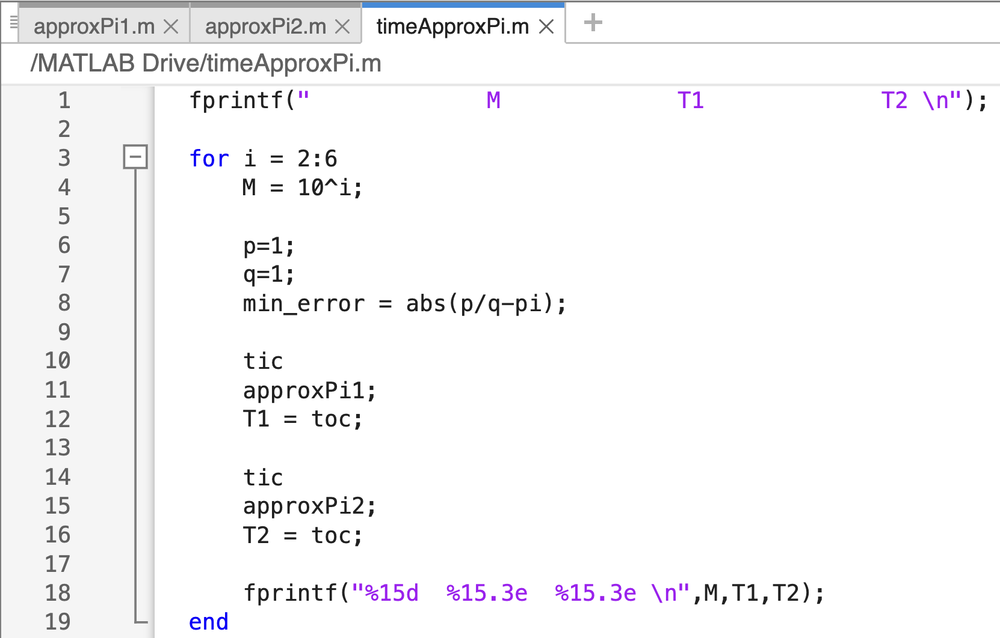 approxPi1.m × approxPi2.m × timeApproxPi.m × +
/MATLAB Drive/timeApproxPi.m
1 fprintf("             M             T1             T2 \n");
2
3 for i = 2:6
4     M = 10^i;
5
6     p=1;
7     q=1;
8     min_error = abs(p/q-pi);
9
10     tic
11     approxPi1;
12     T1 = toc;
13
14     tic
15     approxPi2;
16     T2 = toc;
17
18     fprintf("%15d  %15.3e  %15.3e \n",M,T1,T2);
19 end